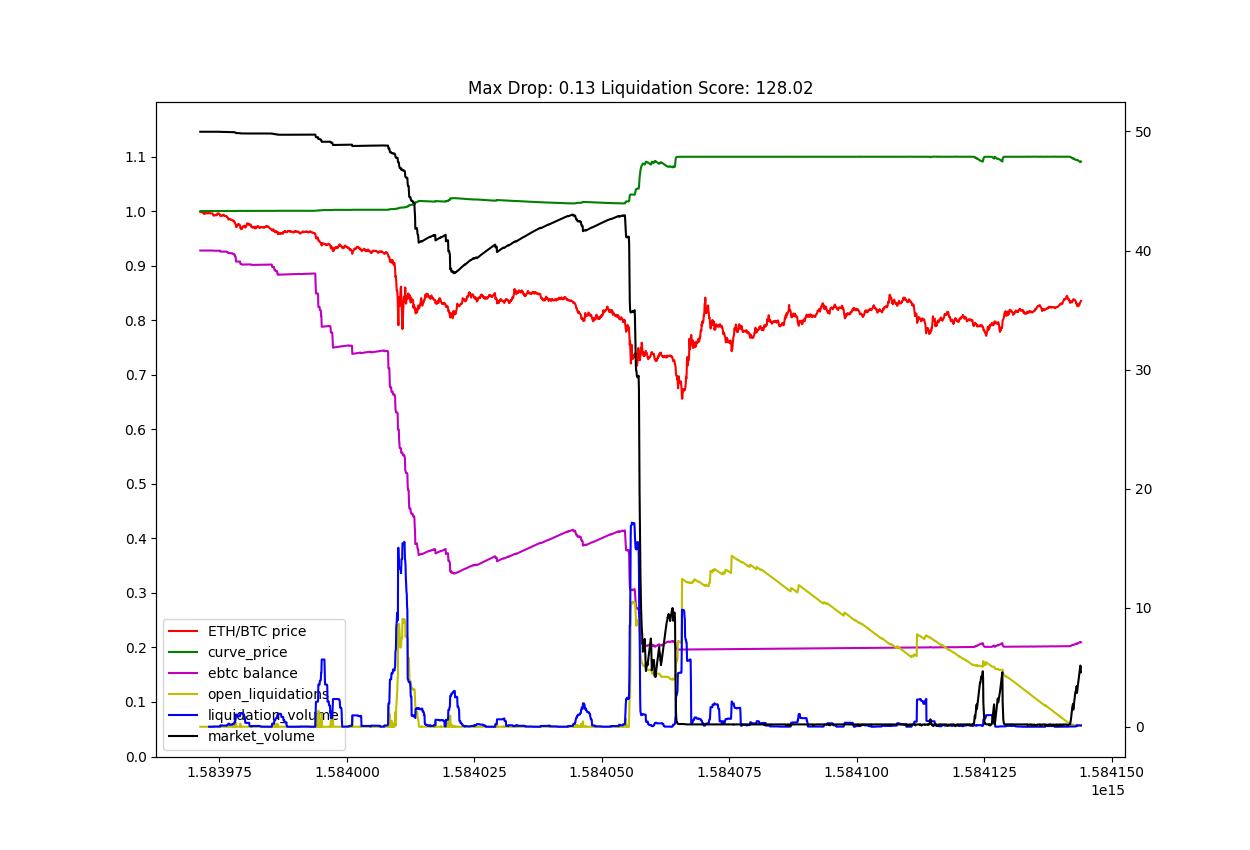 Max Drop: 0.13 Liquidation Score: 128.02
1.1
1.0
0.9
0.8
0.7
0.6
0.5
0.4
0.3
0.2
0.1
0.0
50
40
30
20
10
0
ETH/BTC price
curve_price
ebtc balance
open_liquidations
liquidation_volume
market_volume
1.583975 1.584000 1.584025 1.584050 1.584075 1.584100 1.584125 1.584150
1e15